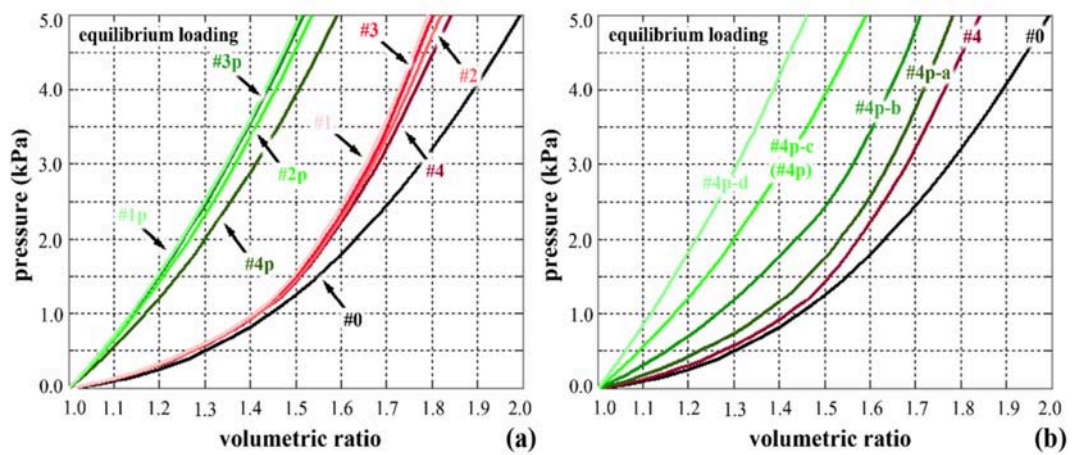 5.0
4.0
3.0
2.0
1.0
0.0
pressure (kPa)
equilibrium loading
#3p
#2p
#1p
#4p
#3
#2
#1
#4
#0
1.0 1.1 1.2 1.3 1.4 1.5 1.6 1.7 1.8 1.9 2.0
volumetric ratio
(a)
5.0
4.0
3.0
2.0
1.0
0.0
pressure (kPa)
equilibrium loading
#4
#0
#4p-a
#4p-b
#4p-c
(#4p)
#4p-d
1.0 1.1 1.2 1.3 1.4 1.5 1.6 1.7 1.8 1.9 2.0
volumetric ratio
(b)